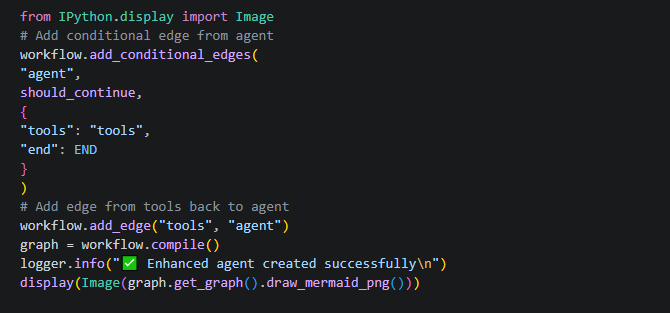 from IPython.display import Image
# Add conditional edge from agent
workflow.add_conditional_edges(
"agent",
should_continue,
{
"tools": "tools",
"end": END
}
)
# Add edge from tools back to agent
workflow.add_edge("tools", "agent")
graph = workflow.compile()
logger.info("✅ Enhanced agent created successfully\n")
display(Image(graph.get_graph().draw_mermaid_png()))